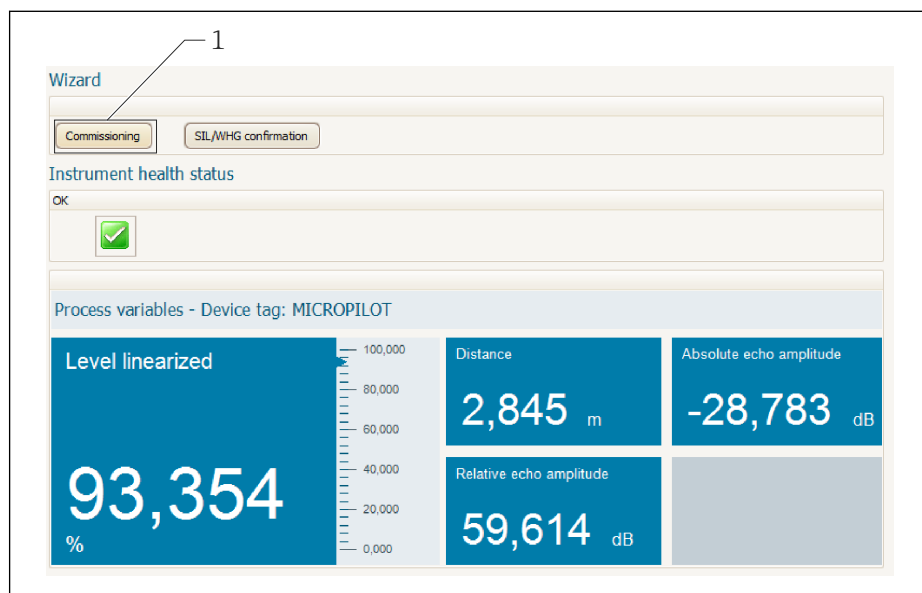 1
Wizard
Commissioning
SIL/WHG confirmation
Instrument health status
OK
Process variables - Device tag: MICROPILOT
Level linearized
93,354
%
100,000
80,000
60,000
40,000
20,000
0,000
Distance
2,845 m
Absolute echo amplitude
-28,783 dB
Relative echo amplitude
59,614 dB